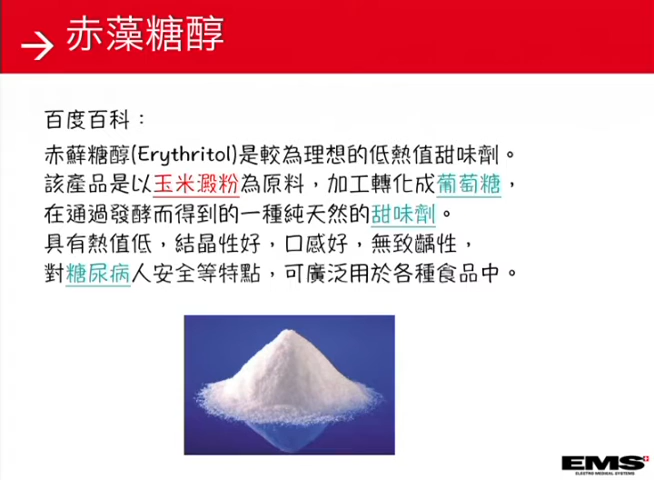 赤藻糖醇
百度百科：
赤蘚糖醇(Erythritol)是較為理想的低熱值甜味劑。
該產品是以玉米澱粉為原料，加工轉化成葡萄糖，
在通過發酵而得到的一種純天然的甜味劑。
具有熱值低，結晶性好，口感好，無致齲性，
對糖尿病人安全等特點，可廣泛用於各種食品中。
EMS
ELECTRO MEDICAL SYSTEMS